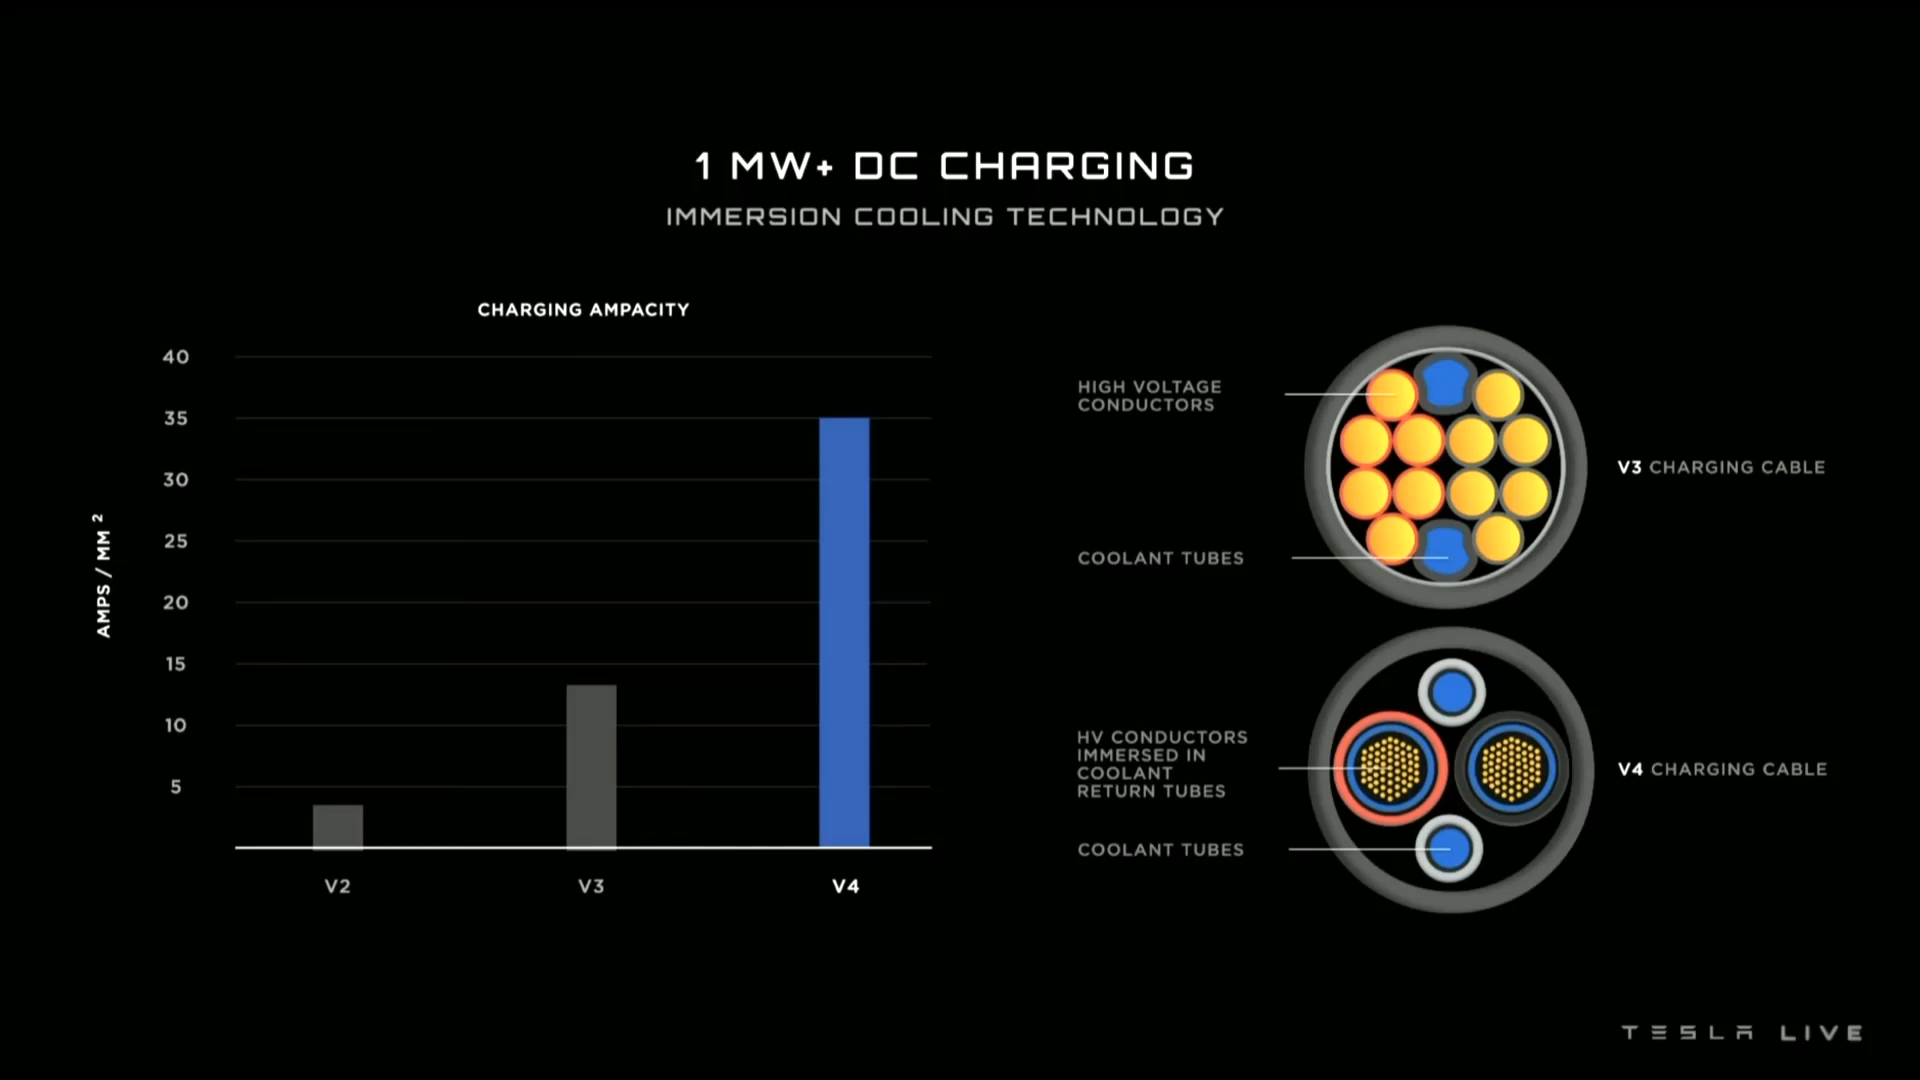 1 MW+ DC CHARGING
IMMERSION COOLING TECHNOLOGY
CHARGING AMPACITY
AMPS / MM 2
40
35
30
25
20
15
10
5
V2
V3
V4
HIGH VOLTAGE
CONDUCTORS
COOLANT TUBES
V3 CHARGING CABLE
HV CONDUCTORS
IMMERSED IN
COOLANT
RETURN TUBES
COOLANT TUBES
V4 CHARGING CABLE
TESLA LIVE